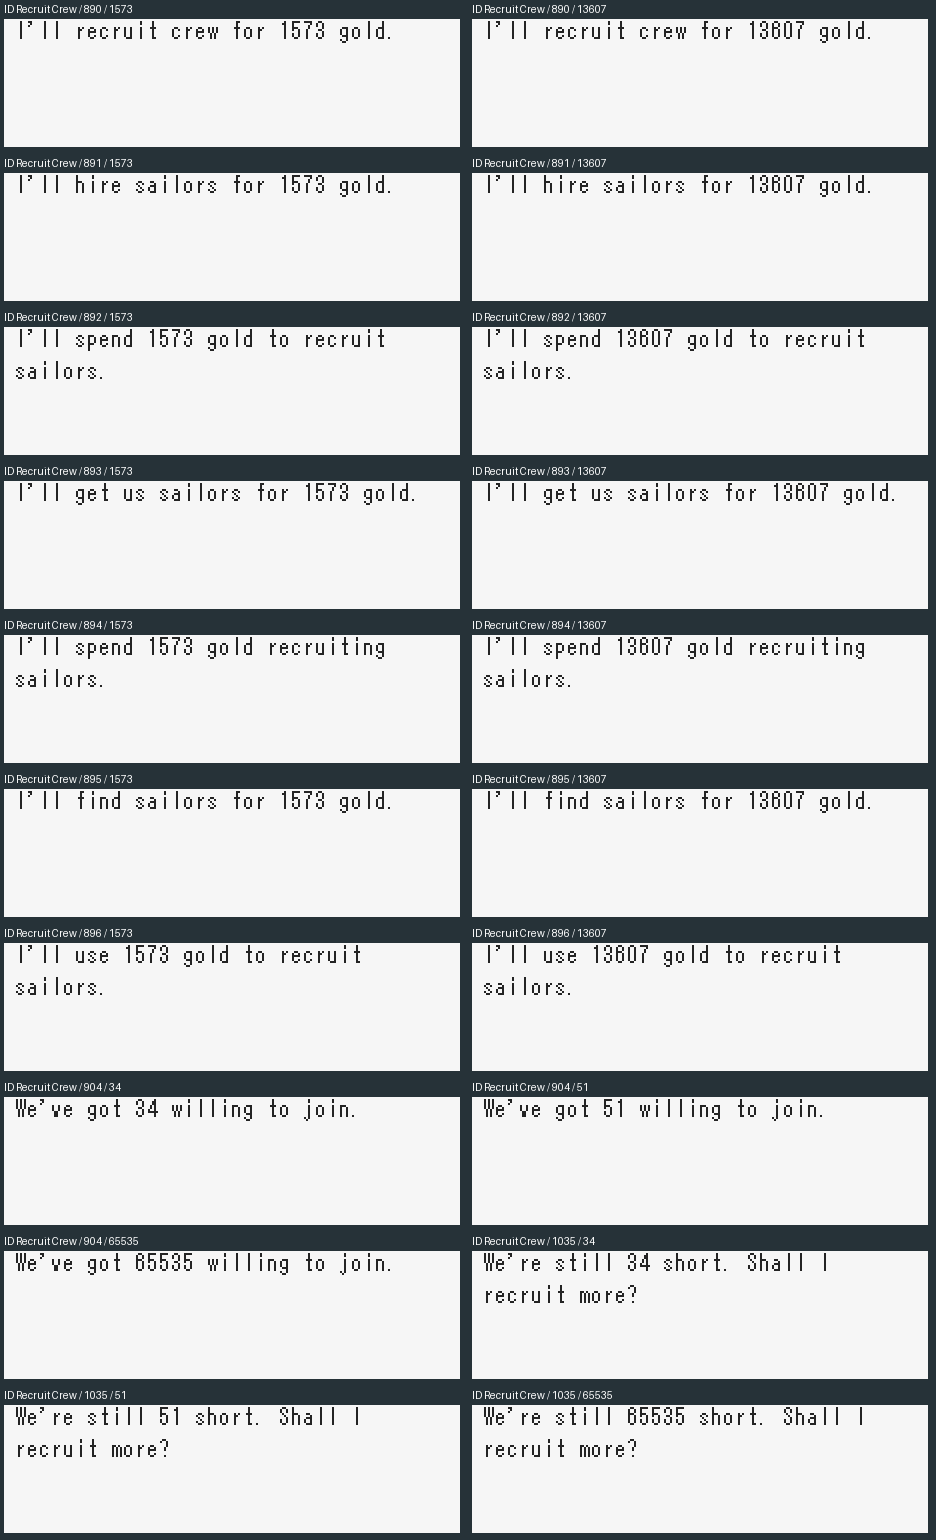 ID RecruitCrew / 890 / 1573
I'll recruit crew for 1573 gold.
ID RecruitCrew / 890 / 13607
I'll recruit crew for 13607 gold.
ID RecruitCrew / 891 / 1573
I'll hire sailors for 1573 gold.
ID RecruitCrew / 891 / 13607
I'll hire sailors for 13607 gold.
ID RecruitCrew / 892 / 1573
I'll spend 1573 gold to recruit
sailors.
ID RecruitCrew / 892 / 13607
I'll spend 13607 gold to recruit
sailors.
ID RecruitCrew / 893 / 1573
I'll get us sailors for 1573 gold.
ID RecruitCrew / 893 / 13607
I'll get us sailors for 13607 gold.
ID RecruitCrew / 894 / 1573
I'll spend 1573 gold recruiting
sailors.
ID RecruitCrew / 894 / 13607
I'll spend 13607 gold recruiting
sailors.
ID RecruitCrew / 895 / 1573
I'll find sailors for 1573 gold.
ID RecruitCrew / 895 / 13607
I'll find sailors for 13607 gold.
ID RecruitCrew / 896 / 1573
I'll use 1573 gold to recruit
sailors.
ID RecruitCrew / 896 / 13607
I'll use 13607 gold to recruit
sailors.
ID RecruitCrew / 904 / 34
We've got 34 willing to join.
ID RecruitCrew / 904 / 51
We've got 51 willing to join.
ID RecruitCrew / 904 / 65535
We've got 65535 willing to join.
ID RecruitCrew / 1035 / 34
We're still 34 short. Shall I
recruit more?
ID RecruitCrew / 1035 / 51
We're still 51 short. Shall I
recruit more?
ID RecruitCrew / 1035 / 65535
We're still 65535 short. Shall I
recruit more?